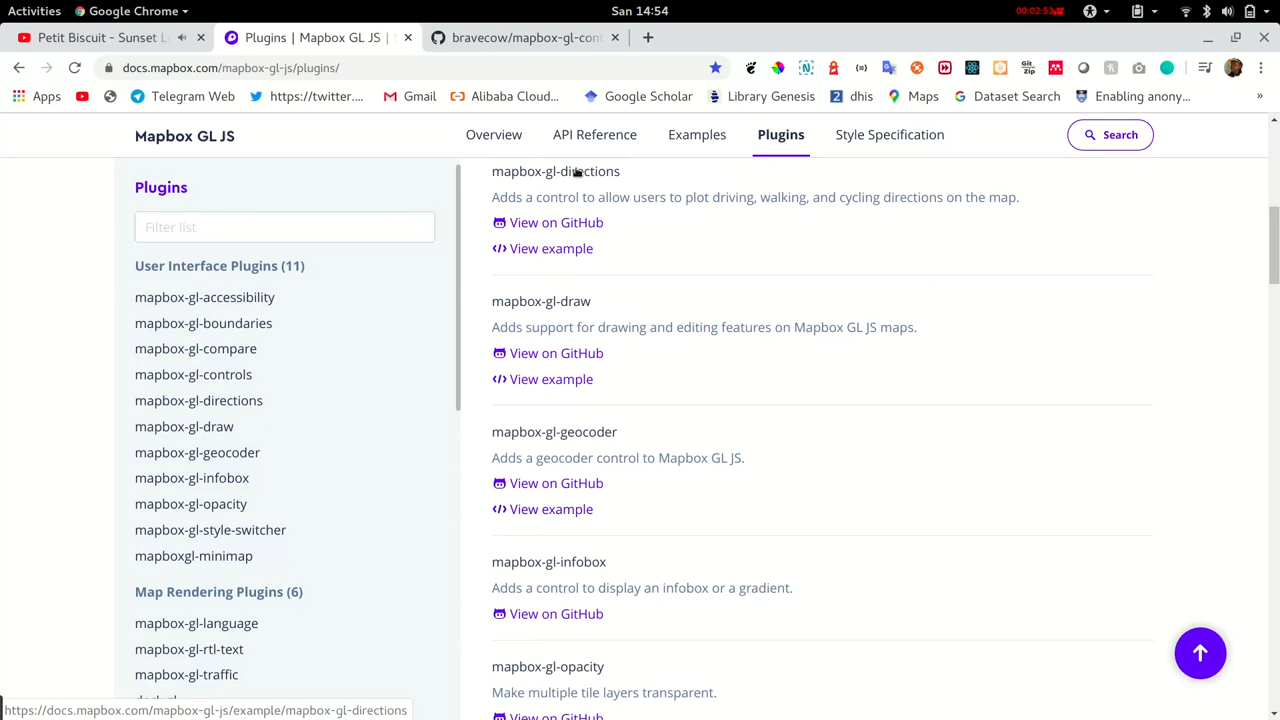 Activities
Google Chrome
San 14:54
00:02:53
Petit Biscuit - Sunset L
Plugins | Mapbox GL JS |
bravecow/mapbox-gl-con
docs.mapbox.com/mapbox-gl-js/plugins/
Apps
Telegram Web
https://twitter....
Gmail
Alibaba Cloud...
Google Scholar
Library Genesis
dhis
Maps
Dataset Search
Enabling anony...
»
Mapbox GL JS
Overview
API Reference
Examples
Plugins
Style Specification
Search
Plugins
Filter list
User Interface Plugins (11)
mapbox-gl-accessibility
mapbox-gl-boundaries
mapbox-gl-compare
mapbox-gl-controls
mapbox-gl-directions
mapbox-gl-draw
mapbox-gl-geocoder
mapbox-gl-infobox
mapbox-gl-opacity
mapbox-gl-style-switcher
mapboxgl-minimap
Map Rendering Plugins (6)
mapbox-gl-language
mapbox-gl-rtl-text
mapbox-gl-traffic
mapbox-gl-directions
Adds a control to allow users to plot driving, walking, and cycling directions on the map.
View on GitHub
View example
mapbox-gl-draw
Adds support for drawing and editing features on Mapbox GL JS maps.
View on GitHub
View example
mapbox-gl-geocoder
Adds a geocoder control to Mapbox GL JS.
View on GitHub
View example
mapbox-gl-infobox
Adds a control to display an infobox or a gradient.
View on GitHub
mapbox-gl-opacity
Make multiple tile layers transparent.
View on GitHub
https://docs.mapbox.com/mapbox-gl-js/example/mapbox-gl-directions